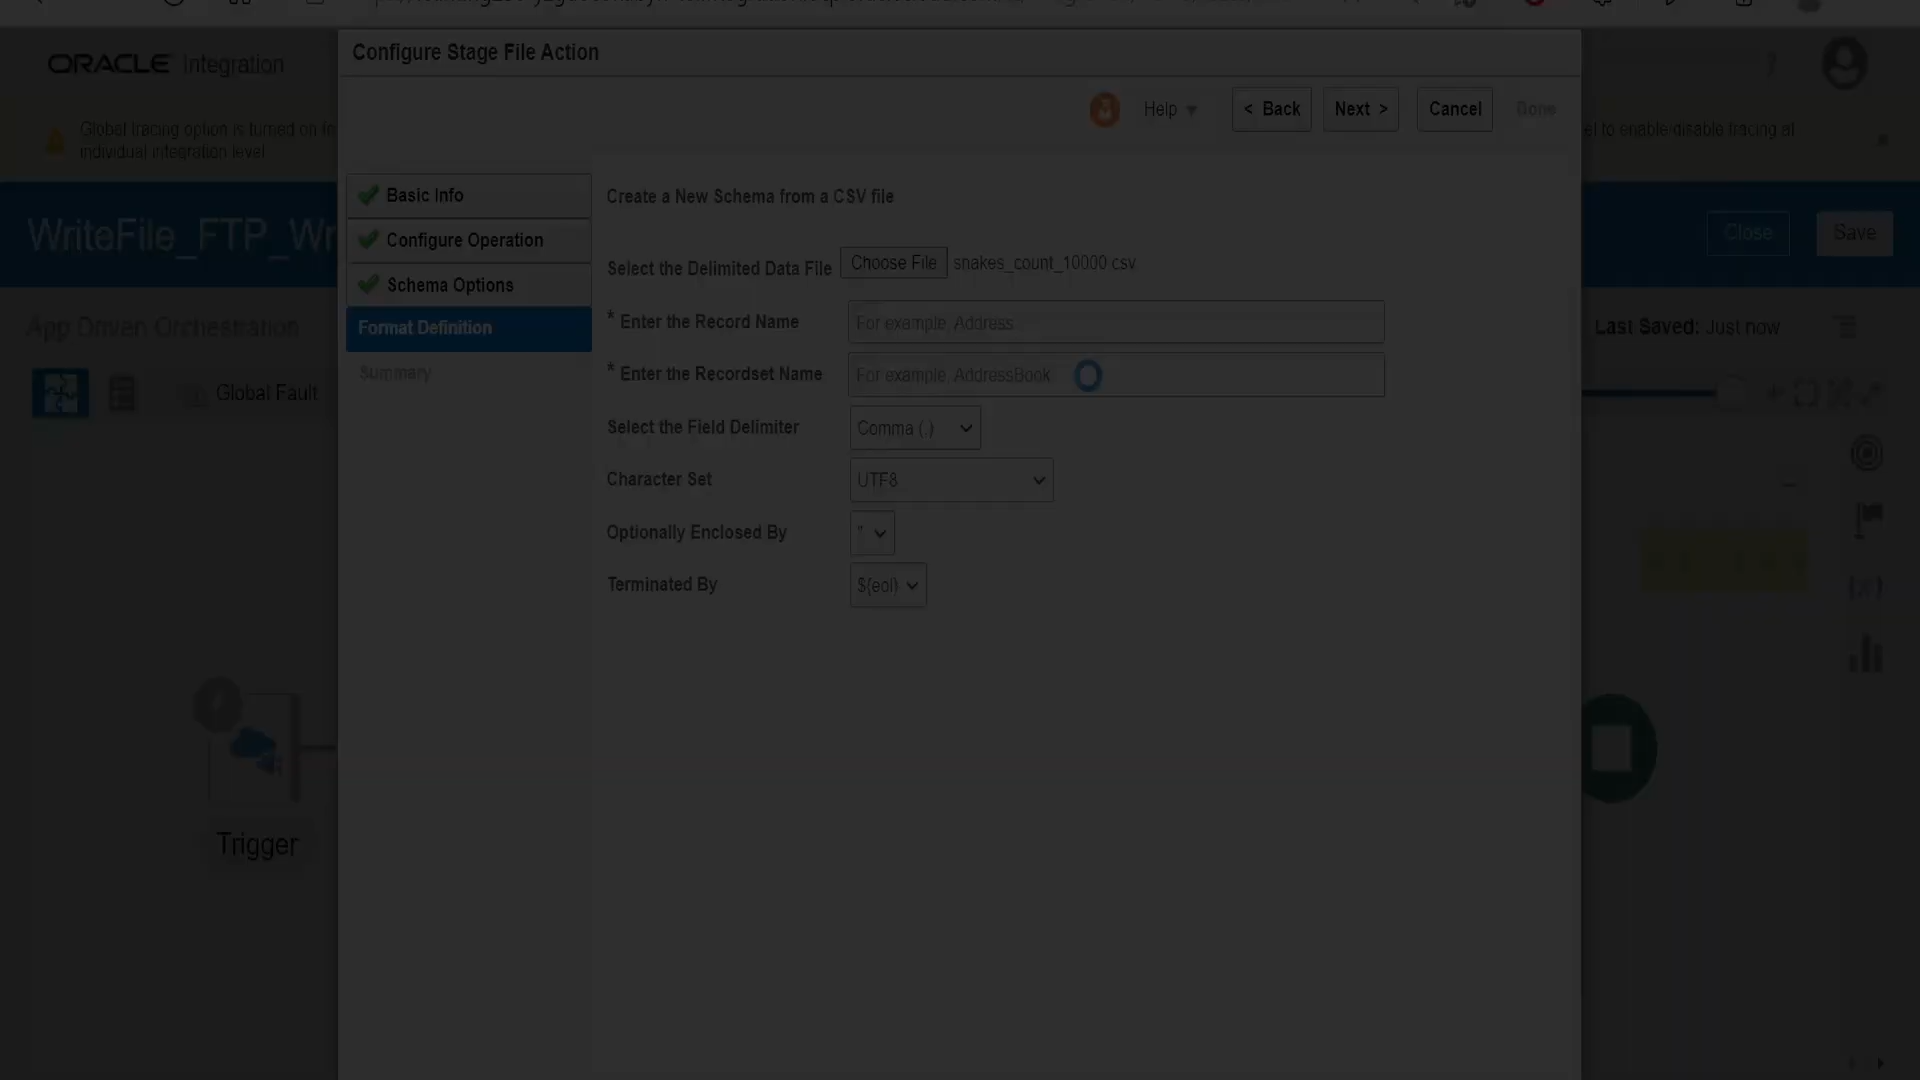 Configure Stage File Action
ORACLE Integration
Help
< Back
Next >
Cancel
Done
Global tracing option is turned on
individual integration level
el to enable/disable tracing at
Basic Info
Configure Operation
Schema Options
Format Definition
Summary
Create a New Schema from a CSV file
WriteFile_FTP_Wr
Close
Save
Select the Delimited Data File
Choose File
snakes_count_10000.csv
* Enter the Record Name
For example, Address
* Enter the Recordset Name
For example, AddressBook
Select the Field Delimiter
Comma (,)
Character Set
UTF8
Optionally Enclosed By
"
Terminated By
${eol}
App Driven Orchestration
Last Saved: Just now
Global Fault
Trigger